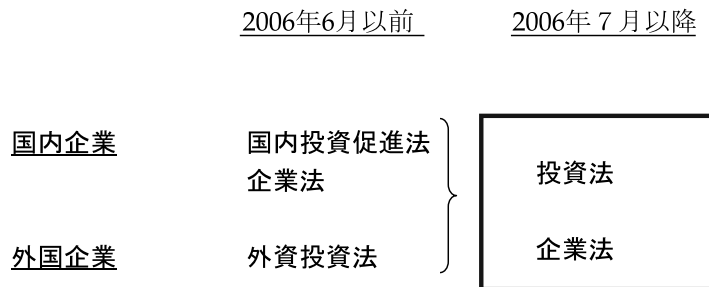 2006年6月以前 2006年７月以降
国内企業 国内投資促進法
企業法
投資法
外国企業 外資投資法
企業法